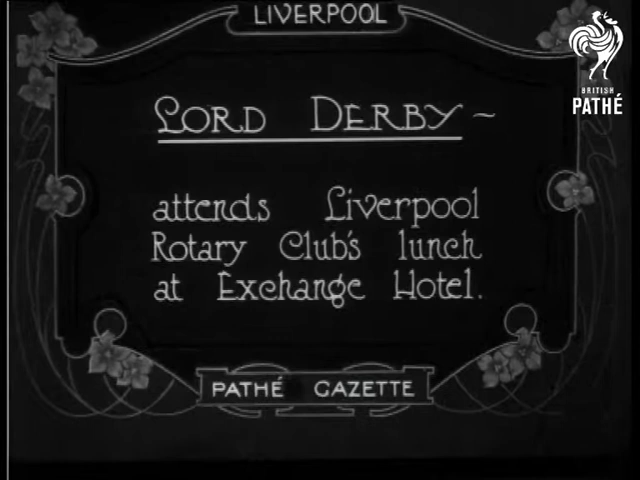 LIVERPOOL
BRITISH
PATHÉ
LORD DERBY ~
attends Liverpool
Rotary Club's lunch
at Exchange Hotel.
PATHÉ GAZETTE